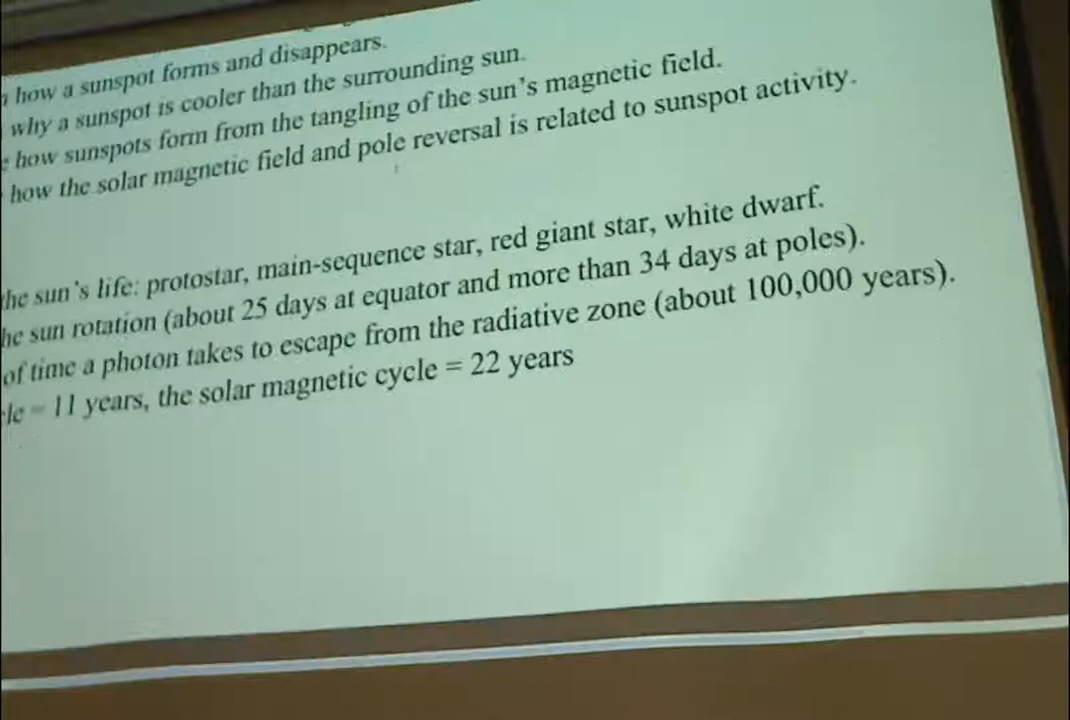 how a sunspot forms and disappears.
why a sunspot is cooler than the surrounding sun.
how sunspots form from the tangling of the sun's magnetic field.
how the solar magnetic field and pole reversal is related to sunspot activity.
the sun's life: protostar, main-sequence star, red giant star, white dwarf.
he sun rotation (about 25 days at equator and more than 34 days at poles).
of time a photon takes to escape from the radiative zone (about 100,000 years).
cle = 11 years, the solar magnetic cycle = 22 years